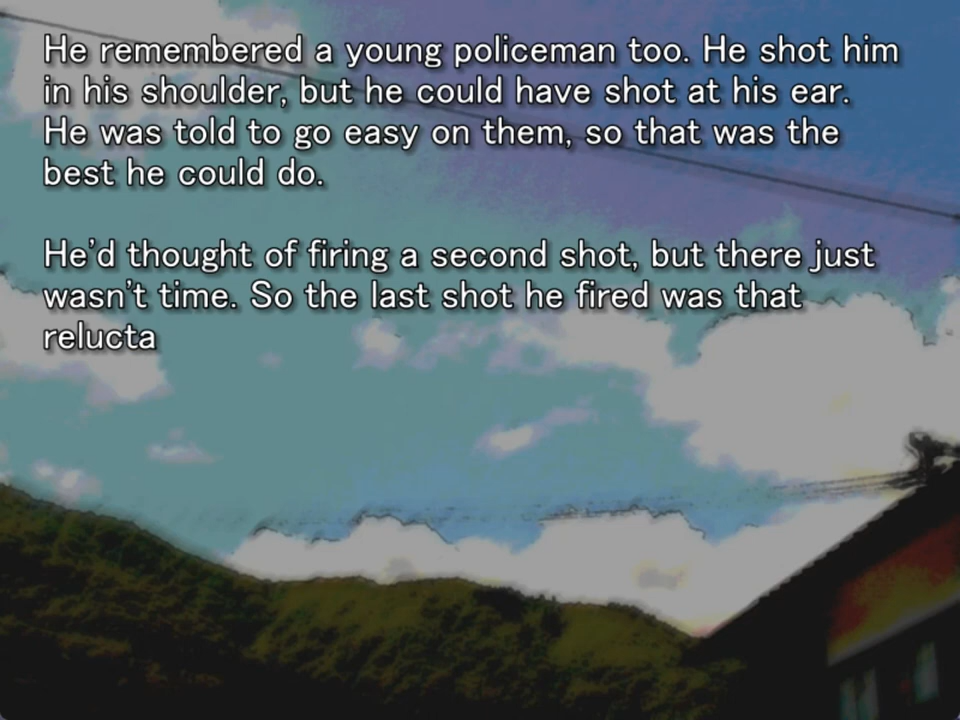 He remembered a young policeman too. He shot him
in his shoulder, but he could have shot at his ear.
He was told to go easy on them, so that was the
best he could do.
He’d thought of firing a second shot, but there just
wasn’t time. So the last shot he fired was that
relucta